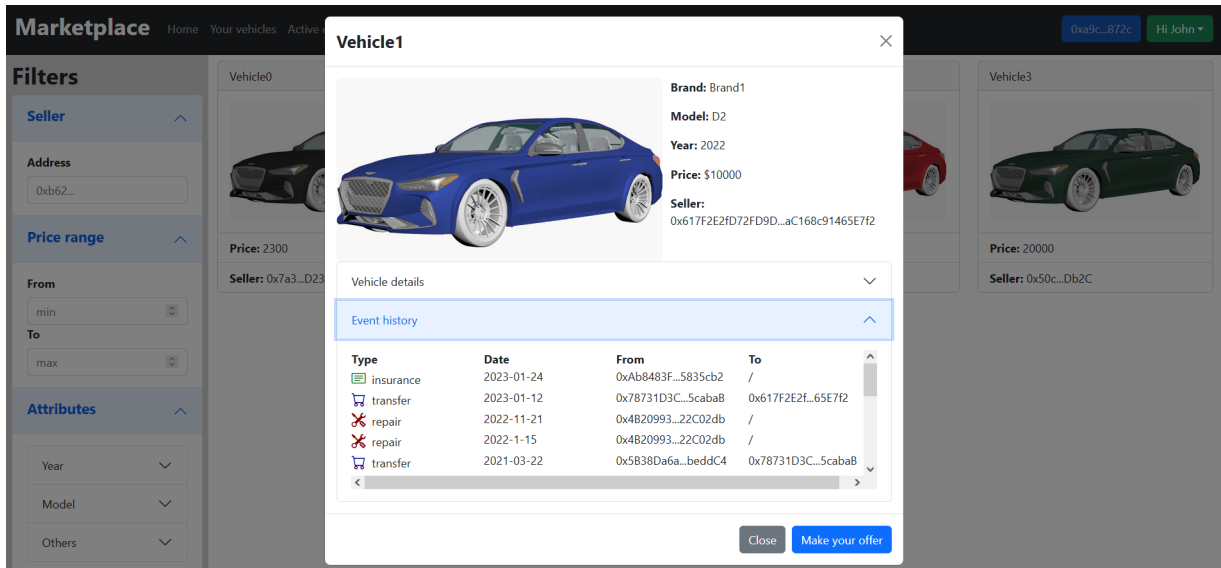 Marketplace Home Your vehicles Active 0xa9c...872c Hi John
Filters
Seller
Address
0xb62...
Price range
From
min
To
max
Attributes
Year
Model
Others
Vehicle0
Price: 2300
Seller: 0x7a3...D23
Vehicle1
Brand: Brand1
Model: D2
Year: 2022
Price: $10000
Seller:
0x617F2E2fD72FD9D...aC168c91465E7f2
Vehicle details
Event history
Type Date From To
insurance 2023-01-24 0xAb8483F...5835cb2 /
transfer 2023-01-12 0x78731D3C...5cabaB 0x617F2E2f...65E7f2
repair 2022-11-21 0x4B20993...22C02db /
repair 2022-1-15 0x4B20993...22C02db /
transfer 2021-03-22 0x5B38Da6a...beddC4 0x78731D3C...5cabaB
Close Make your offer
Vehicle3
Price: 20000
Seller: 0x50c...Db2C